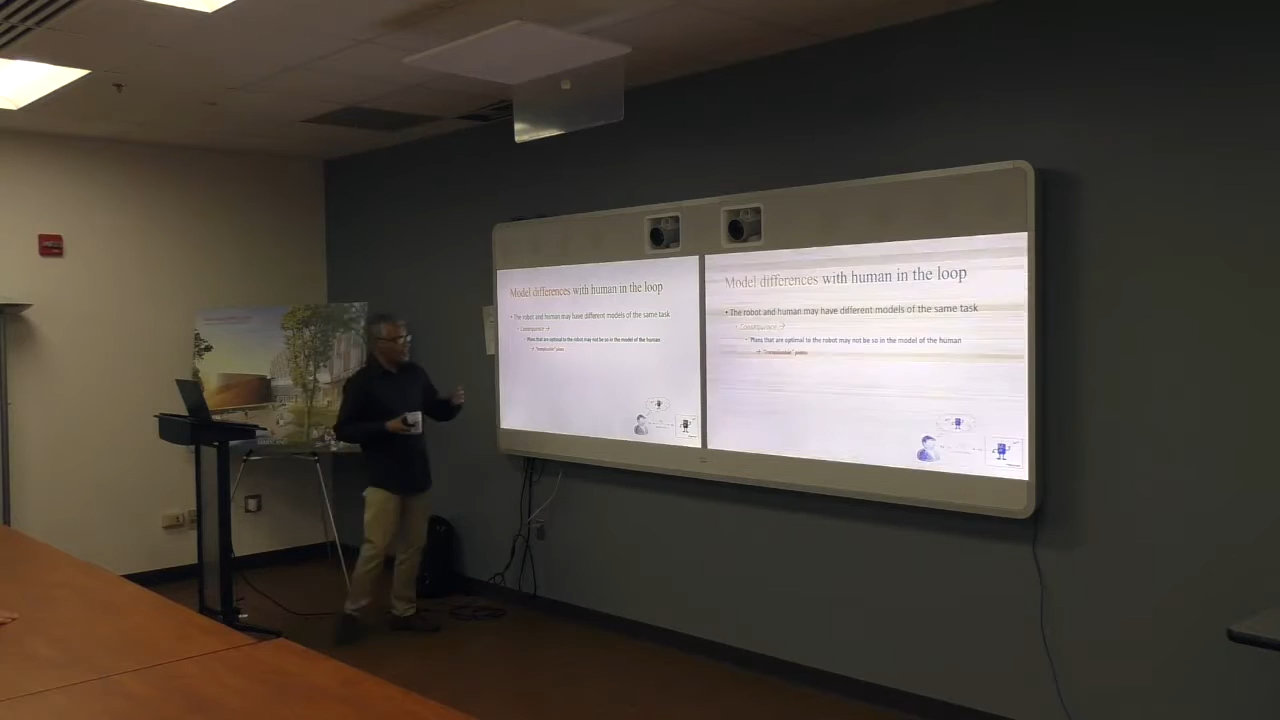 Model differences with human in the loop
• The robot and human may have different models of the same task
• Consequence →
• Plans that are optimal to the robot may not be so in the model of the human
→ "Inexplicable" plans
Model differences with human in the loop
• The robot and human may have different models of the same task
• Consequence →
• Plans that are optimal to the robot may not be so in the model of the human
→ "Inexplicable" plans